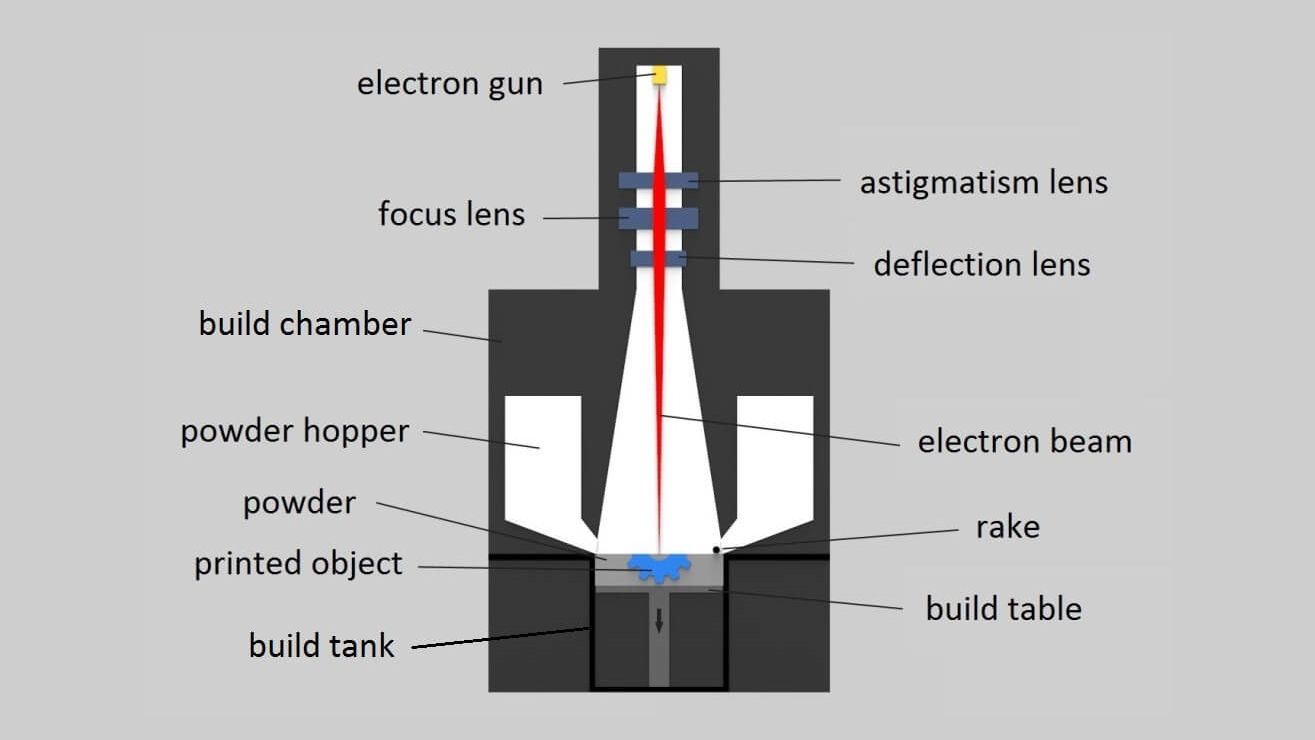 electron gun
astigmatism lens
focus lens
deflection lens
build chamber
powder hopper
electron beam
powder
rake
printed object
build table
build tank